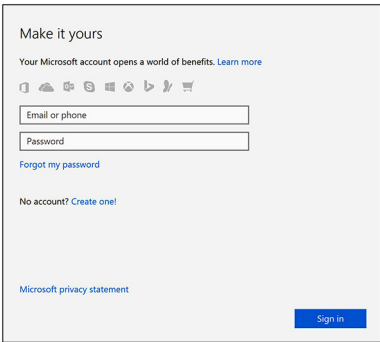 Make it yours
Your Microsoft account opens a world of benefits. Learn more
Email or phone
Password
Forgot my password
No account? Create one!
Microsoft privacy statement
Sign in